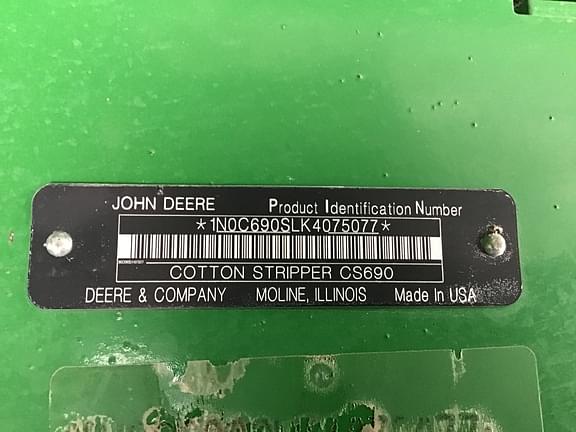 JOHN DEERE Product Identification Number
*1N0C690SLK4075077*
COTTON STRIPPER CS690
DEERE & COMPANY MOLINE, ILLINOIS Made In USA